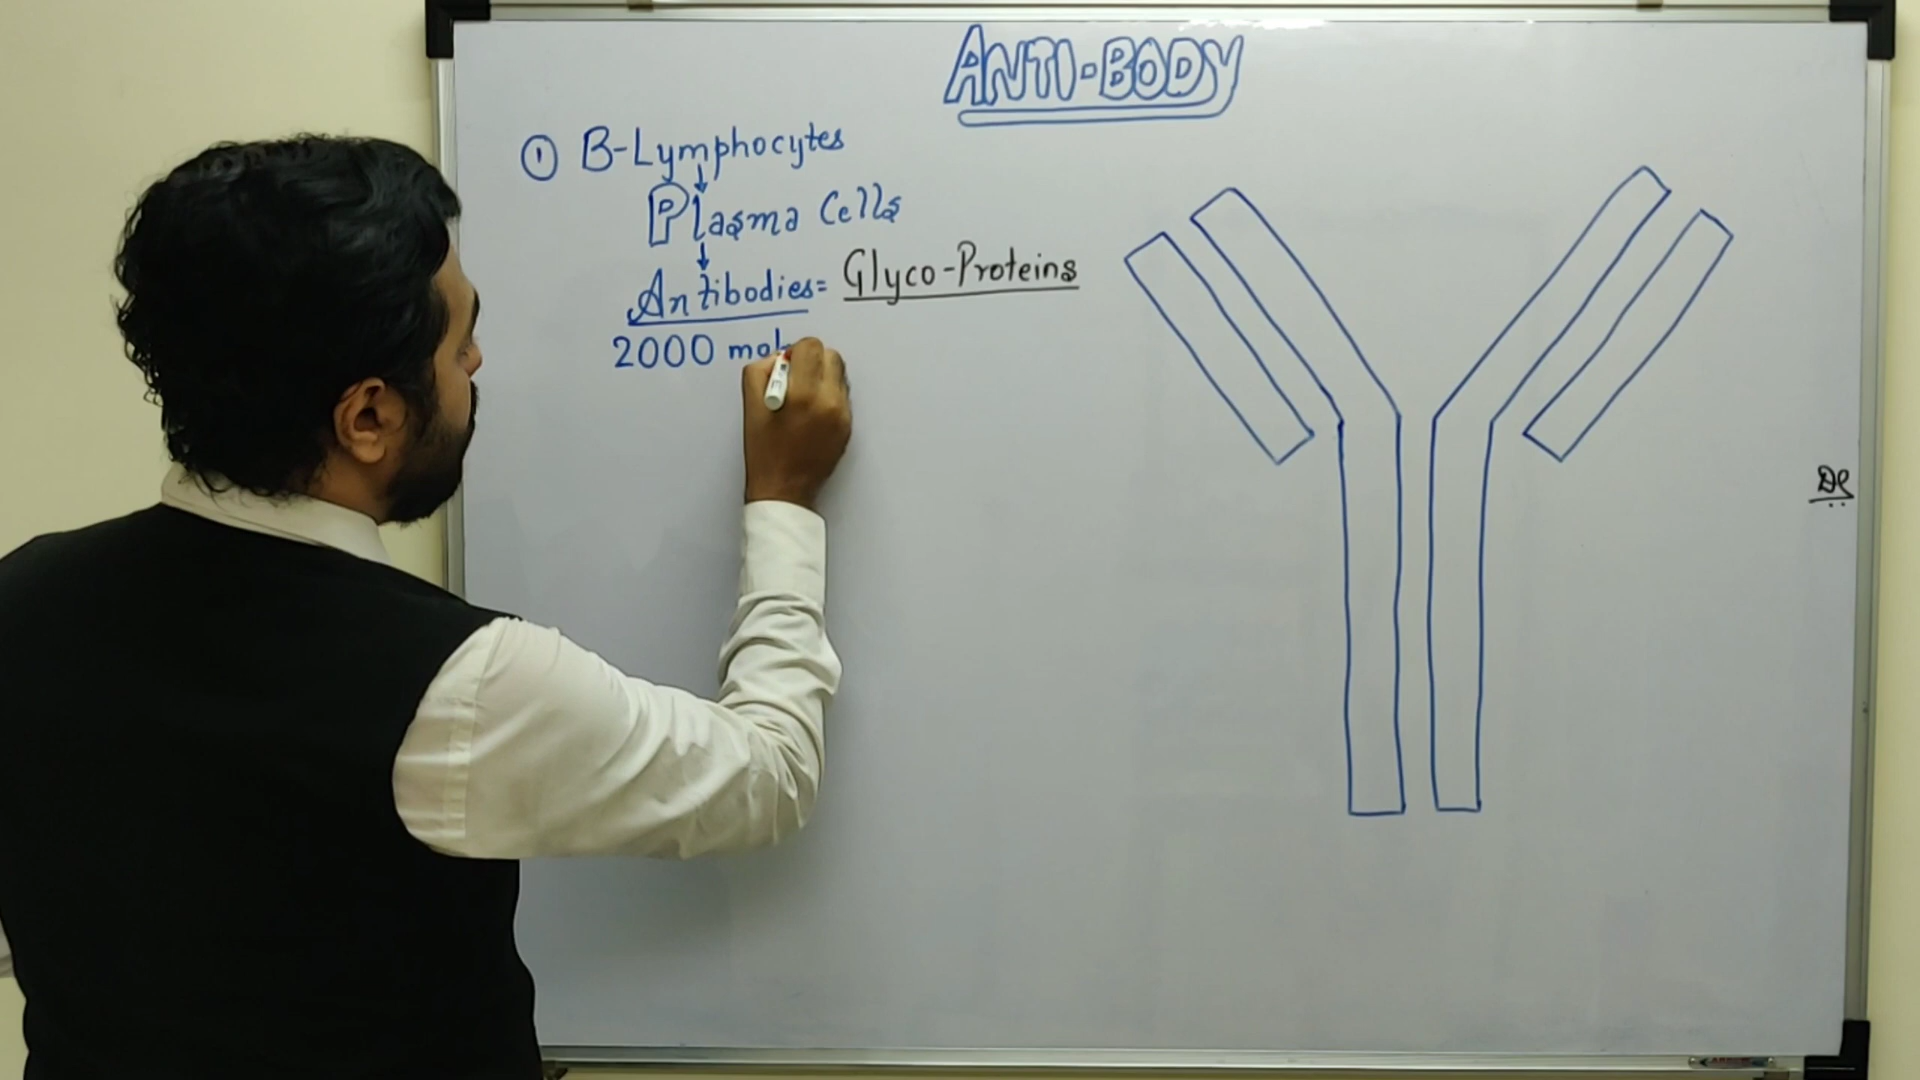 ANTI-BODY
① B-Lymphocytes
↓
Plasma Cells
↓
Antibodies = Glyco-Proteins
2000